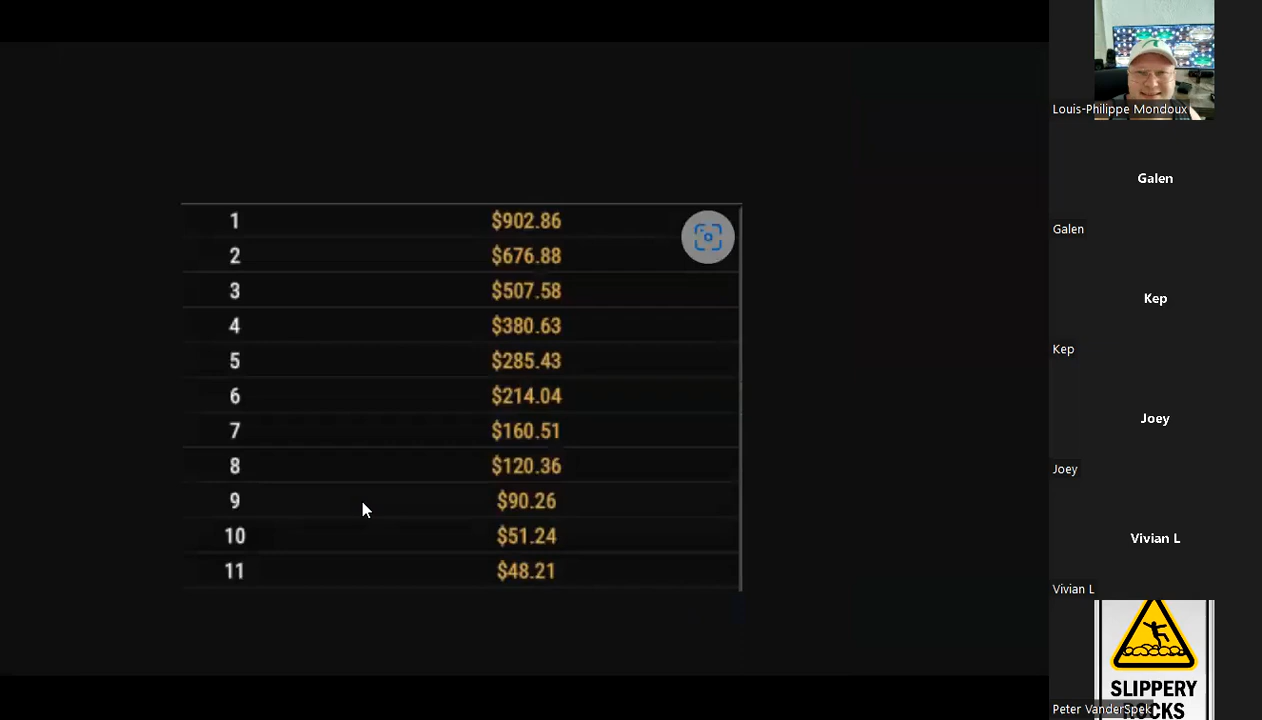 1 $902.86
2 $676.88
3 $507.58
4 $380.63
5 $285.43
6 $214.04
7 $160.51
8 $120.36
9 $90.26
10 $51.24
11 $48.21
Louis-Philippe Mondoux
Galen
Galen
Kep
Kep
Joey
Joey
Vivian L
Vivian L
SLIPPERY
Peter VanderSpek